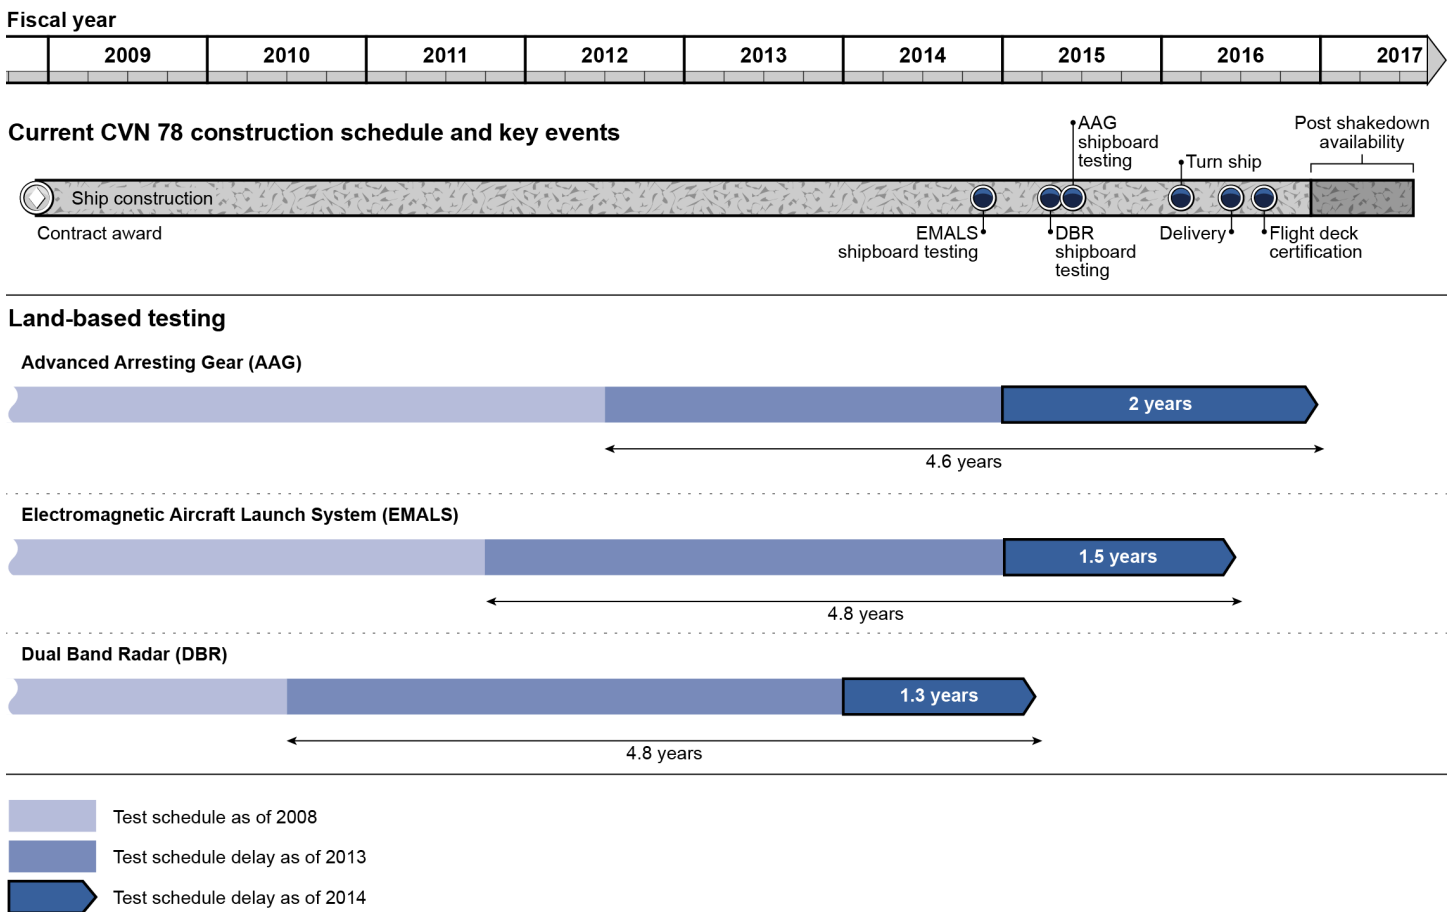 Fiscal year
2009 2010 2011 2012 2013 2014 2015 2016 2017
Current CVN 78 construction schedule and key events
AAG
shipboard
testing
Turn ship
Post shakedown
availability
Ship construction
Contract award
EMALS
shipboard testing
DBR
shipboard
testing
Delivery
Flight deck
certification
Land-based testing
Advanced Arresting Gear (AAG)
2 years
4.6 years
Electromagnetic Aircraft Launch System (EMALS)
1.5 years
4.8 years
Dual Band Radar (DBR)
1.3 years
4.8 years
Test schedule as of 2008
Test schedule delay as of 2013
Test schedule delay as of 2014